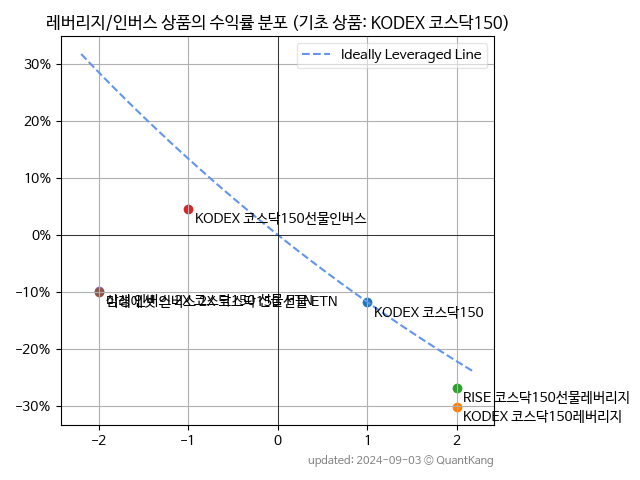 레버리지/인버스 상품의 수익률 분포 (기초 상품: KODEX 코스닥150)
Ideally Leveraged Line
30%
20%
10%
0%
−10%
−20%
−30%
KODEX 코스닥150선물인버스
KODEX 코스닥150
RISE 코스닥150선물레버리지
KODEX 코스닥150레버리지
−2
−1
0
1
2
updated: 2024-09-03 © QuantKang